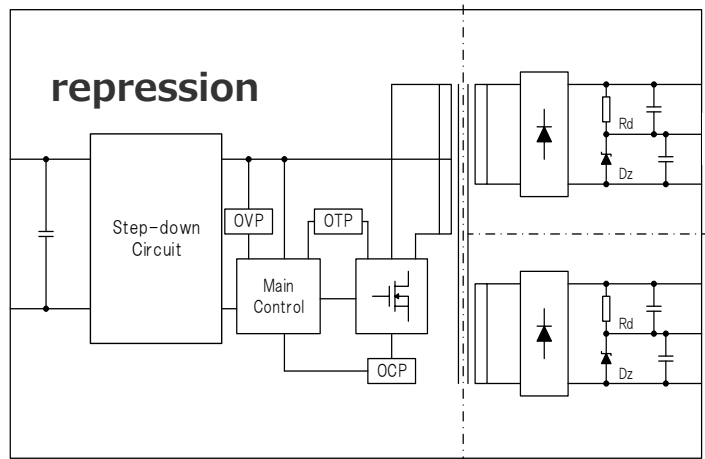 repression
Step-down
Circuit
OVP
OTP
Main
Control
OCP
Rd
Dz
Rd
Dz